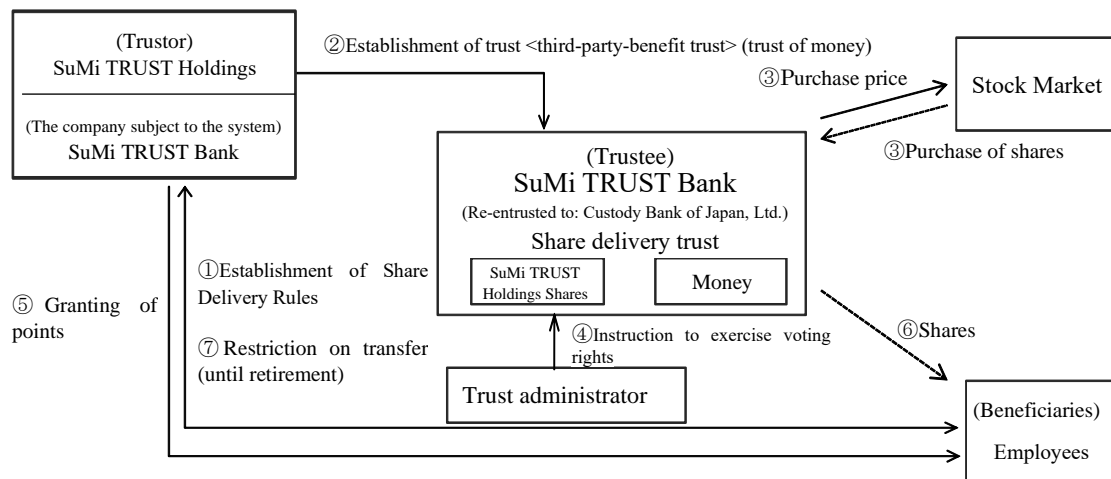 (Trustor)
SuMi TRUST Holdings
(The company subject to the system)
SuMi TRUST Bank
②Establishment of trust <third-party-benefit trust> (trust of money)
③Purchase price
Stock Market
③Purchase of shares
(Trustee)
SuMi TRUST Bank
(Re-entrusted to: Custody Bank of Japan, Ltd.)
Share delivery trust
SuMi TRUST
Holdings Shares
Money
①Establishment of Share
Delivery Rules
⑤ Granting of
points
⑦ Restriction on transfer
(until retirement)
④Instruction to exercise voting
rights
⑥Shares
Trust administrator
(Beneficiaries)
Employees